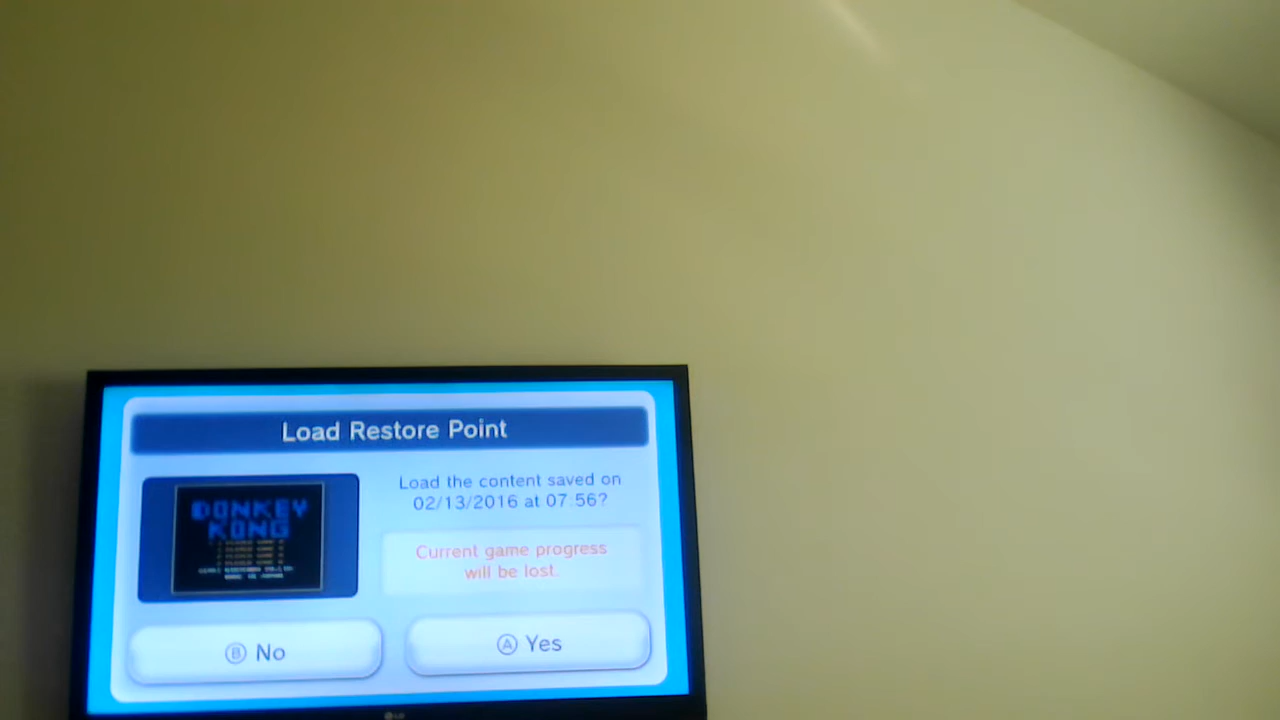 Load Restore Point
Load the content saved on
02/13/2016 at 07:56?
DONKEY
KONG
Current game progress
will be lost.
B No
A Yes
LG